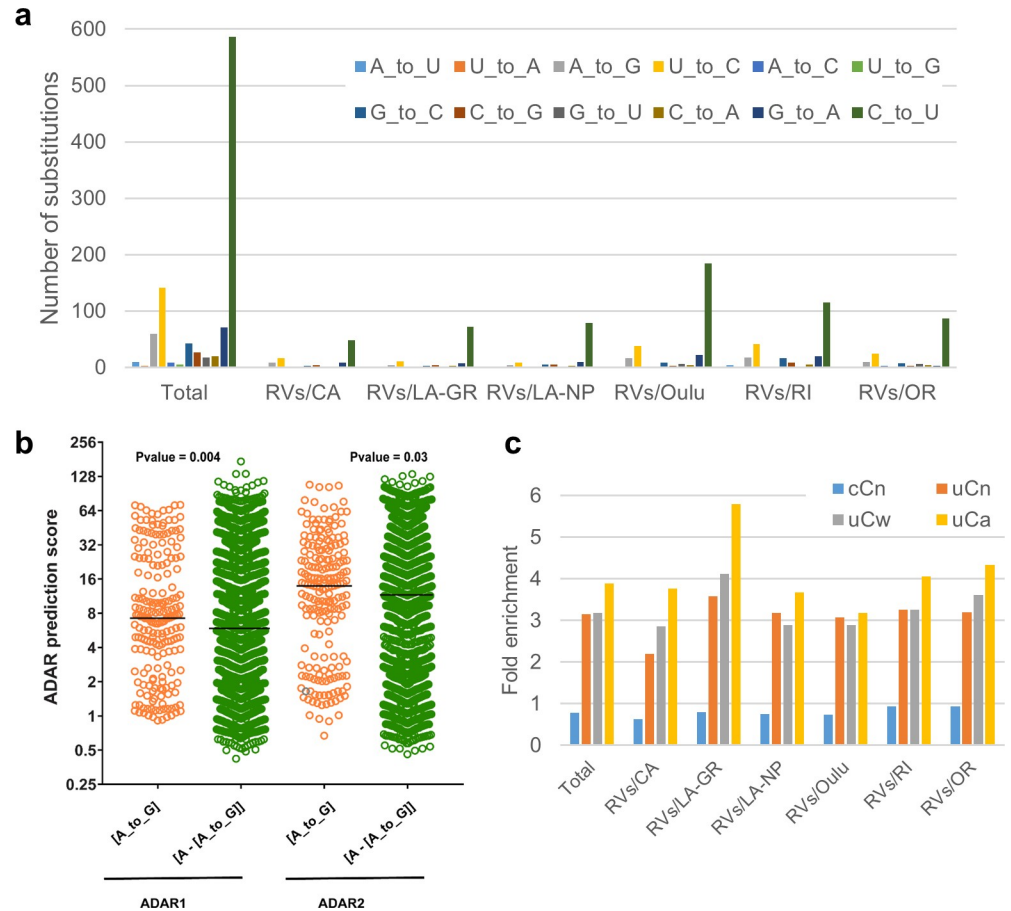 a
600
500
400
300
200
100
0
Number of substitutions
A_to_U U_to_A A_to_G U_to_C A_to_C U_to_G
G_to_C C_to_G G_to_U C_to_A G_to_A C_to_U
Total RVs/CA RVs/LA-GR RVs/LA-NP RVs/Oulu RVs/RI RVs/OR
b
256
128
64
32
16
8
4
2
1
0.5
0.25
ADAR prediction score
Pvalue = 0.004 Pvalue = 0.03
[A_to_G] [A - [A_to_G]] [A_to_G] [A - [A_to_G]]
ADAR1 ADAR2
c
6
5
4
3
2
1
0
Fold enrichment
cCn uCn
uCw uCa
Total RVs/CA RVs/LA-GR RVs/LA-NP RVs/Oulu RVs/RI RVs/OR